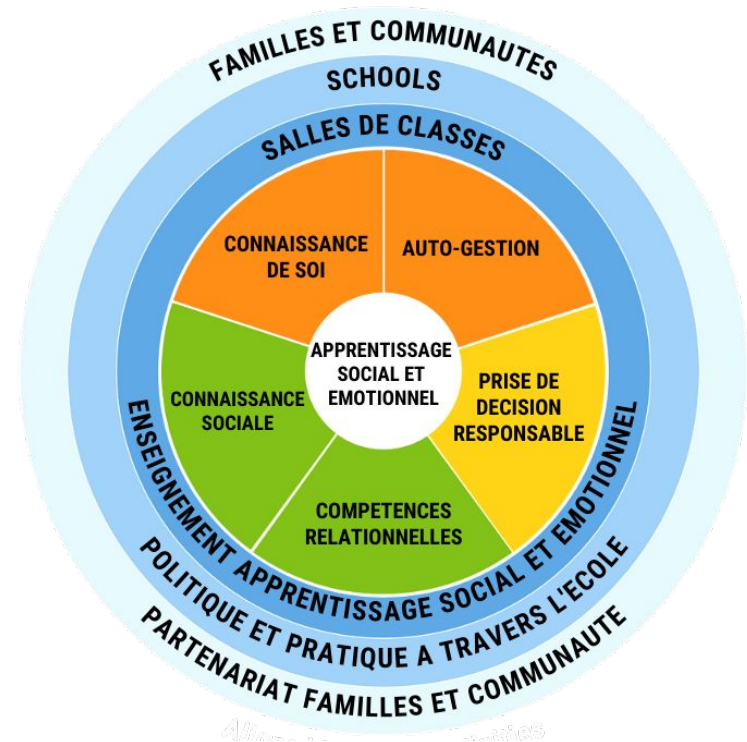 FAMILLES ET COMMUNAUTES
SCHOOLS
SALLES DE CLASSES
CONNAISSANCE
DE SOI
AUTO-GESTION
APPRENTISSAGE
SOCIAL ET
EMOTIONNEL
CONNAISSANCE
SOCIALE
PRISE DE
DECISION
RESPONSABLE
COMPETENCES
RELATIONNELLES
ENSEIGNEMENT APPRENTISSAGE SOCIAL ET EMOTIONNEL
POLITIQUE ET PRATIQUE A TRAVERS L'ECOLE
PARTENARIAT FAMILLES ET COMMUNAUTE